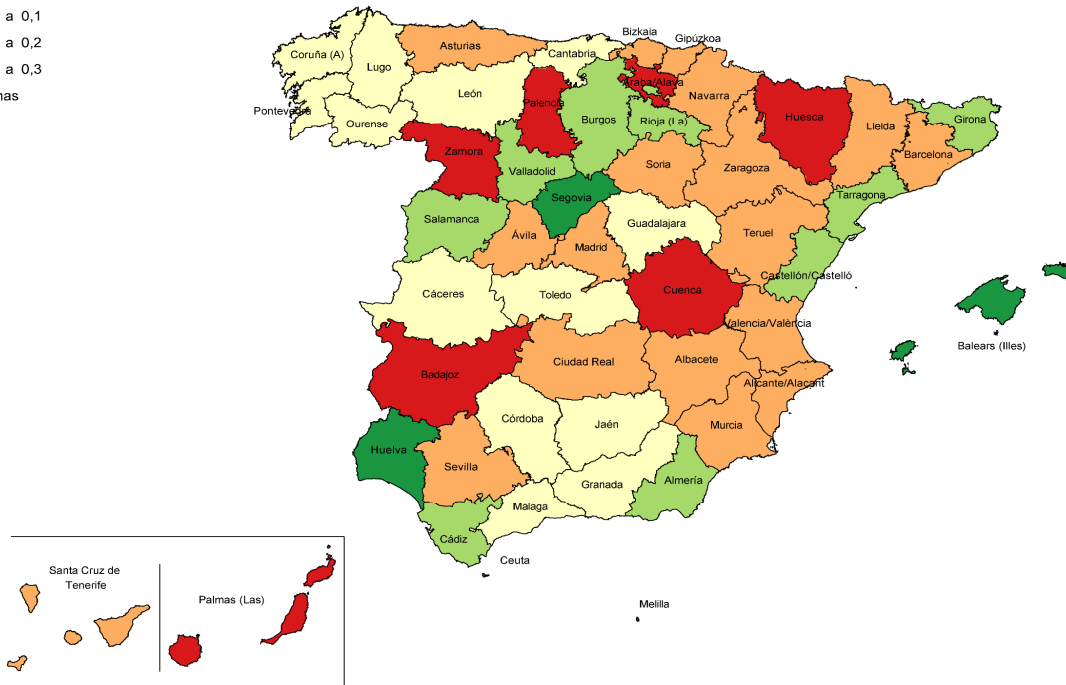 a 0,1
a 0,2
a 0,3
Bizkaia
Gipúzkoa
Coruña (A)
Asturias
Cantabria
Lugo
León
Palencia
Araba/Alava
Navarra
Huesca
Lleida
Girona
Pontevedra
Ourense
Burgos
Rioja (La)
Zamora
Valladolid
Soria
Zaragoza
Barcelona
Segovia
Tarragona
Salamanca
Guadalajara
Ávila
Madrid
Teruel
Castellón/Castelló
Cáceres
Toledo
Cuenca
Valencia/València
Balears (Illes)
Badajoz
Ciudad Real
Albacete
Alicante/Alacant
Córdoba
Jaén
Murcia
Huelva
Sevilla
Granada
Almería
Malaga
Cádiz
Ceuta
Melilla
Santa Cruz de
Tenerife
Palmas (Las)